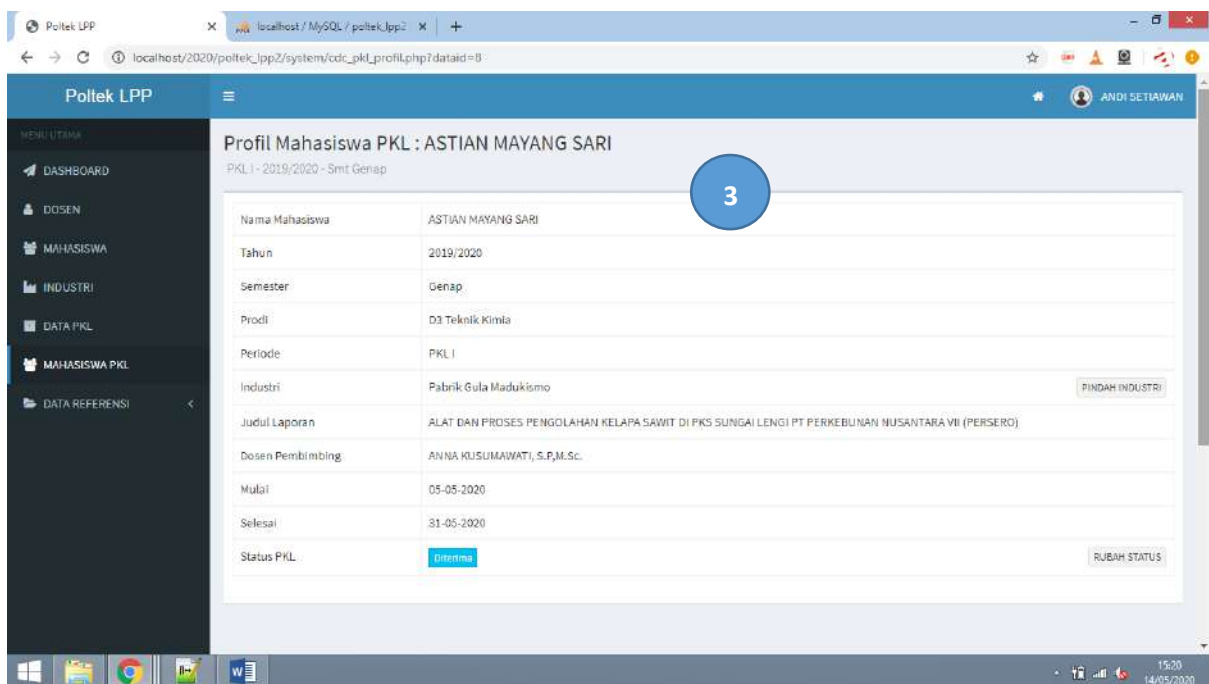 Poltek LPP
localhost / MySQL / poltek_lpp2
localhost/2020/poltek_lpp2/system/cdc_pkl_profil.php?dataid=8
Poltek LPP
ANDI SETIAWAN
MENU UTAMA
Profil Mahasiswa PKL : ASTIAN MAYANG SARI
PKL I - 2019/2020 - Smt Genap
3
DASHBOARD
DOSEN
MAHASISWA
INDUSTRI
DATA PKL
MAHASISWA PKL
DATA REFERENSI
Nama Mahasiswa ASTIAN MAYANG SARI
Tahun 2019/2020
Semester Genap
Prodi D3 Teknik Kimia
Periode PKL I
Industri Pabrik Gula Madukismo PINDAH INDUSTRI
Judul Laporan ALAT DAN PROSES PENGOLAHAN KELAPA SAWIT DI PKS SUNGAI LENGI PT PERKEBUNAN NUSANTARA VII (PERSERO)
Dosen Pembimbing ANNA KUSUMAWATI, S.P,M.Sc.
Mulai 05-05-2020
Selesai 31-05-2020
Status PKL Diterima RUBAH STATUS
15:20
14/05/2020